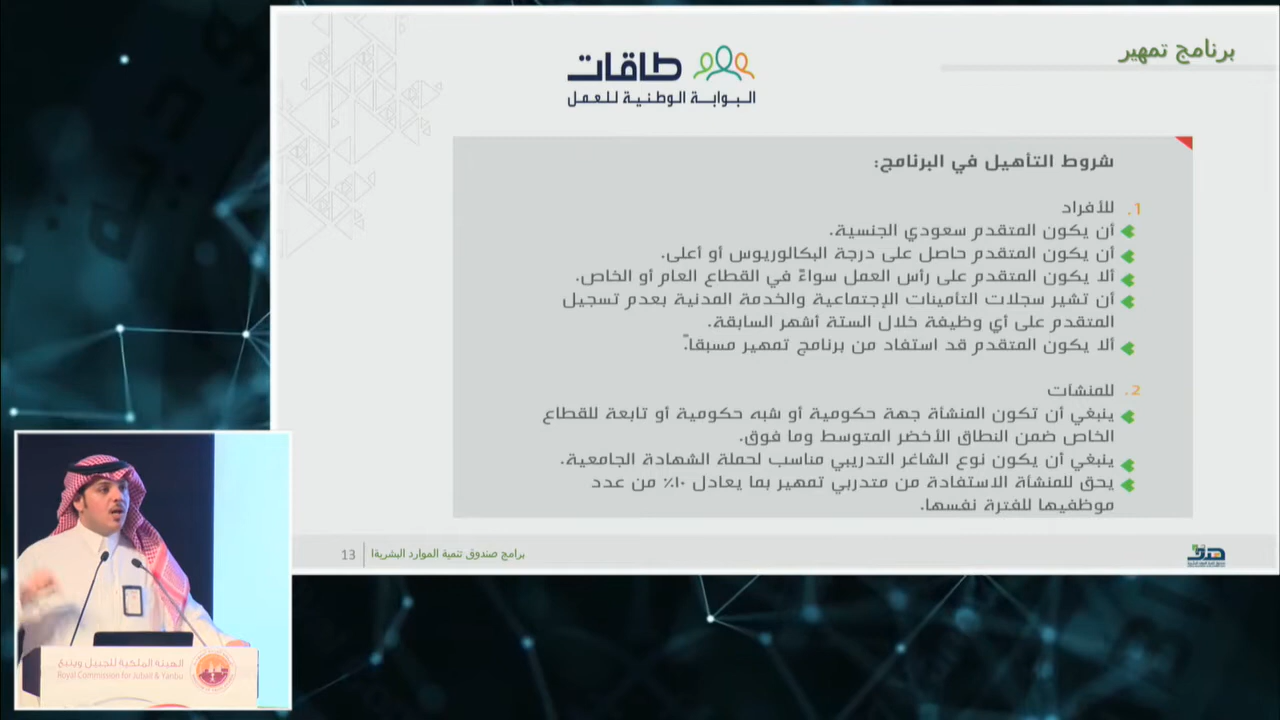 برنامج تمهير
طاقات
البوابة الوطنية للعمل
شروط التأهيل في البرنامج:
1. للأفراد
أن يكون المتقدم سعودي الجنسية.
أن يكون المتقدم حاصل على درجة البكالوريوس أو أعلى.
ألا يكون المتقدم على رأس العمل سواءً في القطاع العام أو الخاص.
أن تشير سجلات التأمينات الإجتماعية والخدمة المدنية بعدم تسجيل
المتقدم على أي وظيفة خلال الستة أشهر السابقة.
ألا يكون المتقدم قد استفاد من برنامج تمهير مسبقاً.
2. للمنشآت
ينبغي أن تكون المنشأة جهة حكومية أو شبه حكومية أو تابعة للقطاع
الخاص ضمن النطاق الأخضر المتوسط وما فوق.
ينبغي أن يكون نوع الشاغر التدريبي مناسب لحملة الشهادة الجامعية.
يحق للمنشأة الاستفادة من متدربي تمهير بما يعادل ١٠٪ من عدد
موظفيها للفترة نفسها.
برامج صندوق تنمية الموارد البشرية|
13
هدف
الهيئة الملكية للجبيل وينبع
Royal Commission for Jubail & Yanbu